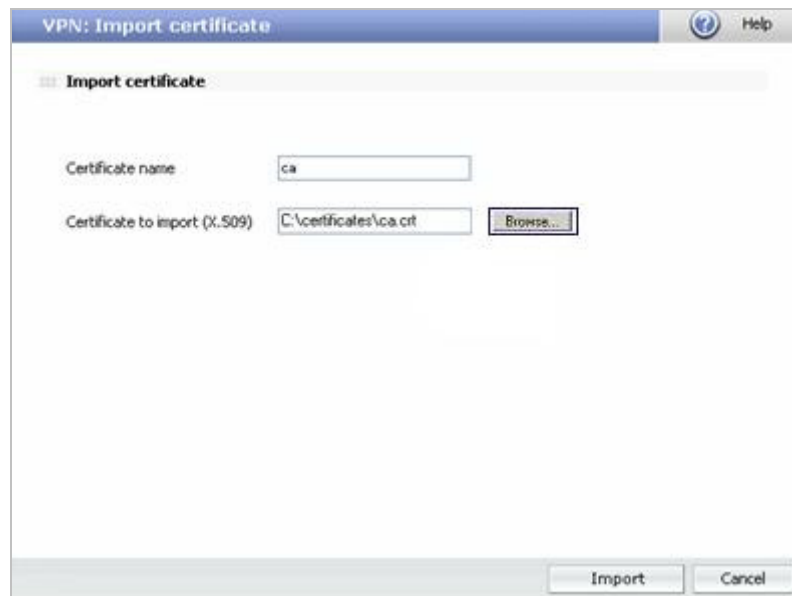 VPN: Import certificate
Help
Import certificate
Certificate name
ca
Certificate to import (X.509)
C:\certificates\ca.crt
Browse...
Import
Cancel